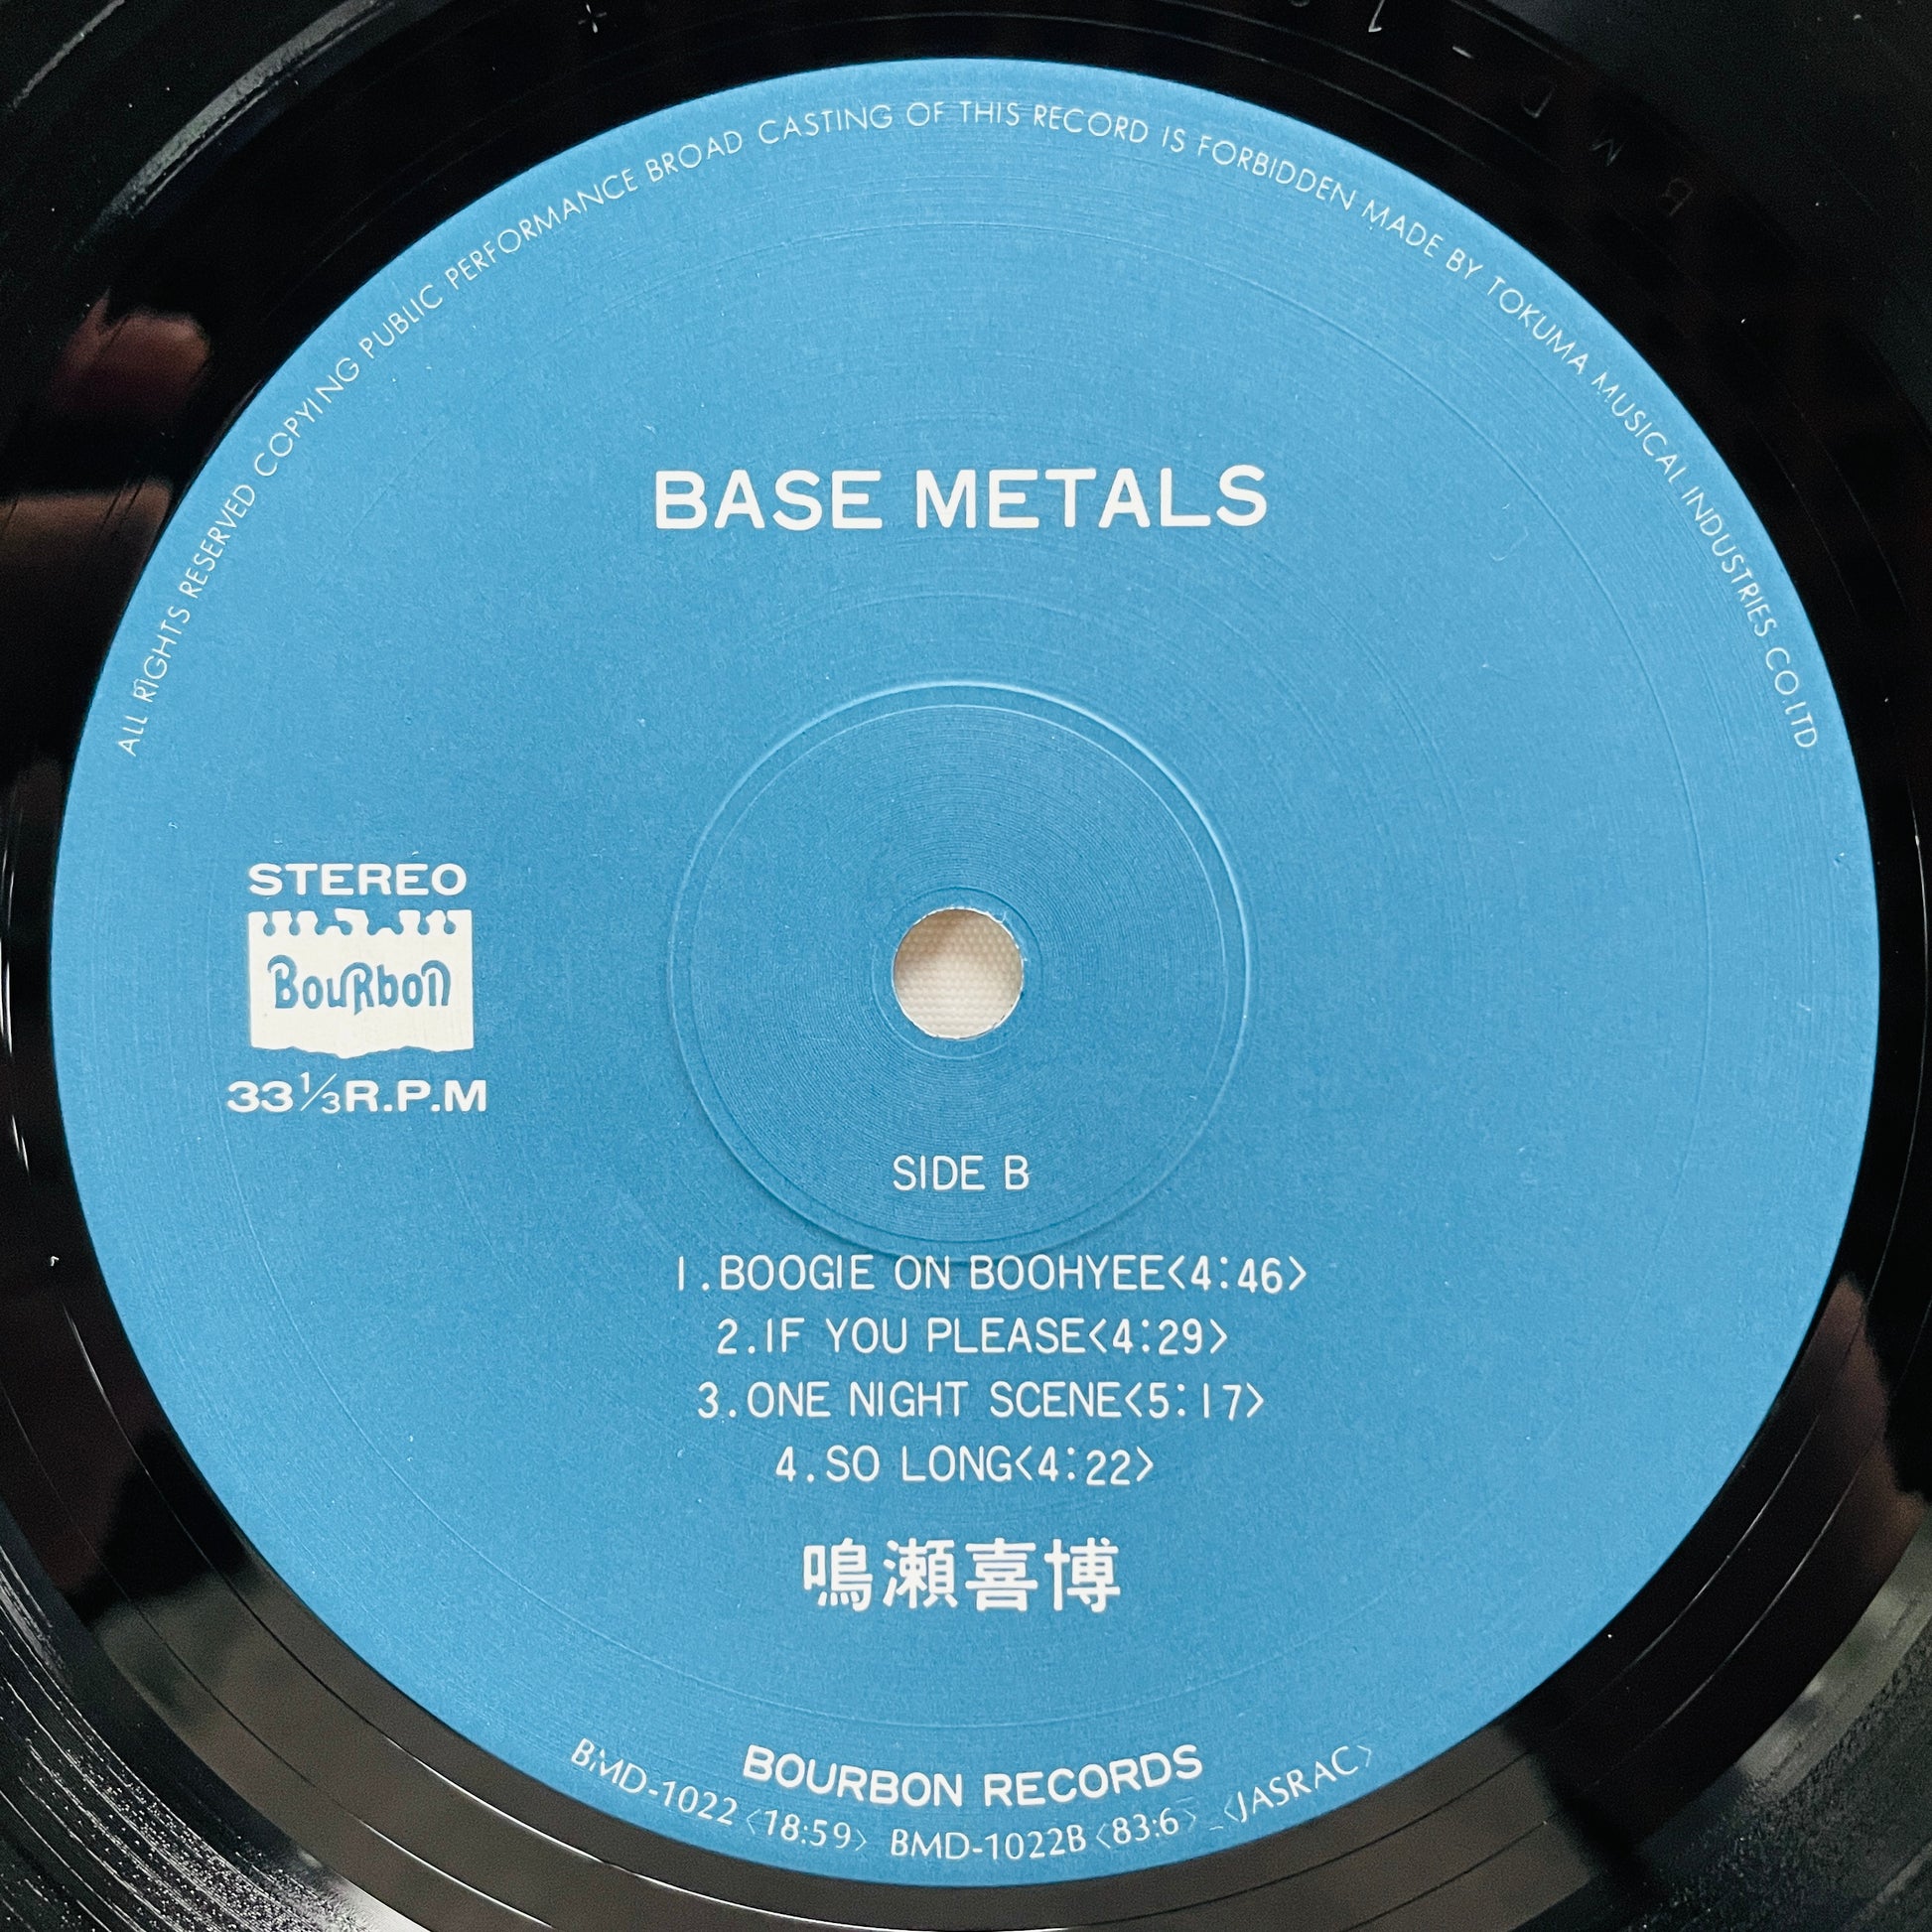 ALL RIGHTS RESERVED COPYING PUBLIC PERFORMANCE BROAD CASTING OF THIS RECORD IS FORBIDDEN MADE BY TOKUMA MUSICAL INDUSTRIES CO.LTD
BASE METALS
STEREO
BouRbon
33⅓R.P.M
SIDE B
1.BOOGIE ON BOOHYEE<4:46>
2.IF YOU PLEASE<4:29>
3.ONE NIGHT SCENE<5:17>
4.SO LONG<4:22>
鳴瀬喜博
BOURBON RECORDS
BMD-1022<18:59> BMD-1022B<83:6> <JASRAC>